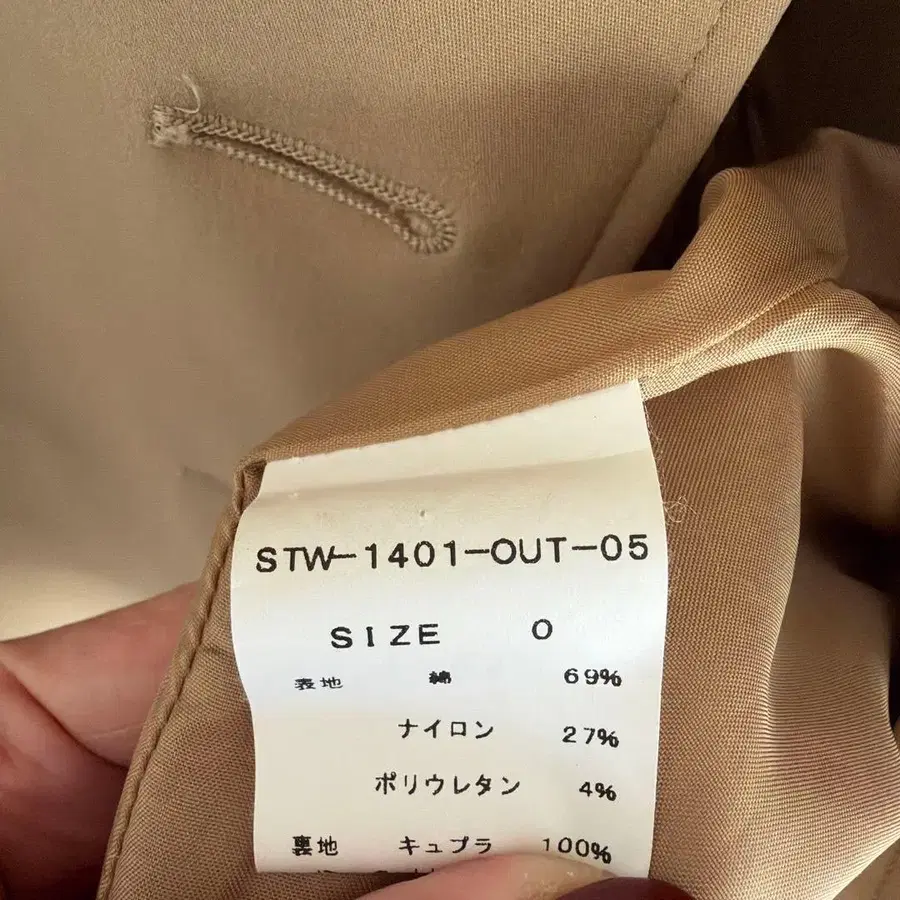 STW-1401-OUT-05
SIZE 0
表地 綿 69%
ナイロン 27%
ポリウレタン 4%
裏地 キュプラ 100%